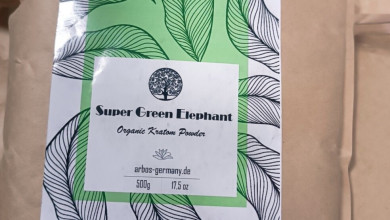 Super Green Elephant
Organic Kratom Powder
arbos-germany.de
500g 17.5 oz